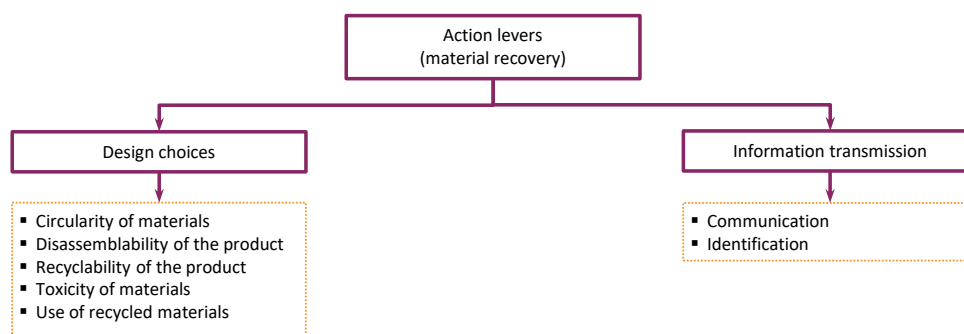 Action levers
(material recovery)
Design choices
Information transmission
▪ Circularity of materials
▪ Disassemblability of the product
▪ Recyclability of the product
▪ Toxicity of materials
▪ Use of recycled materials
▪ Communication
▪ Identification